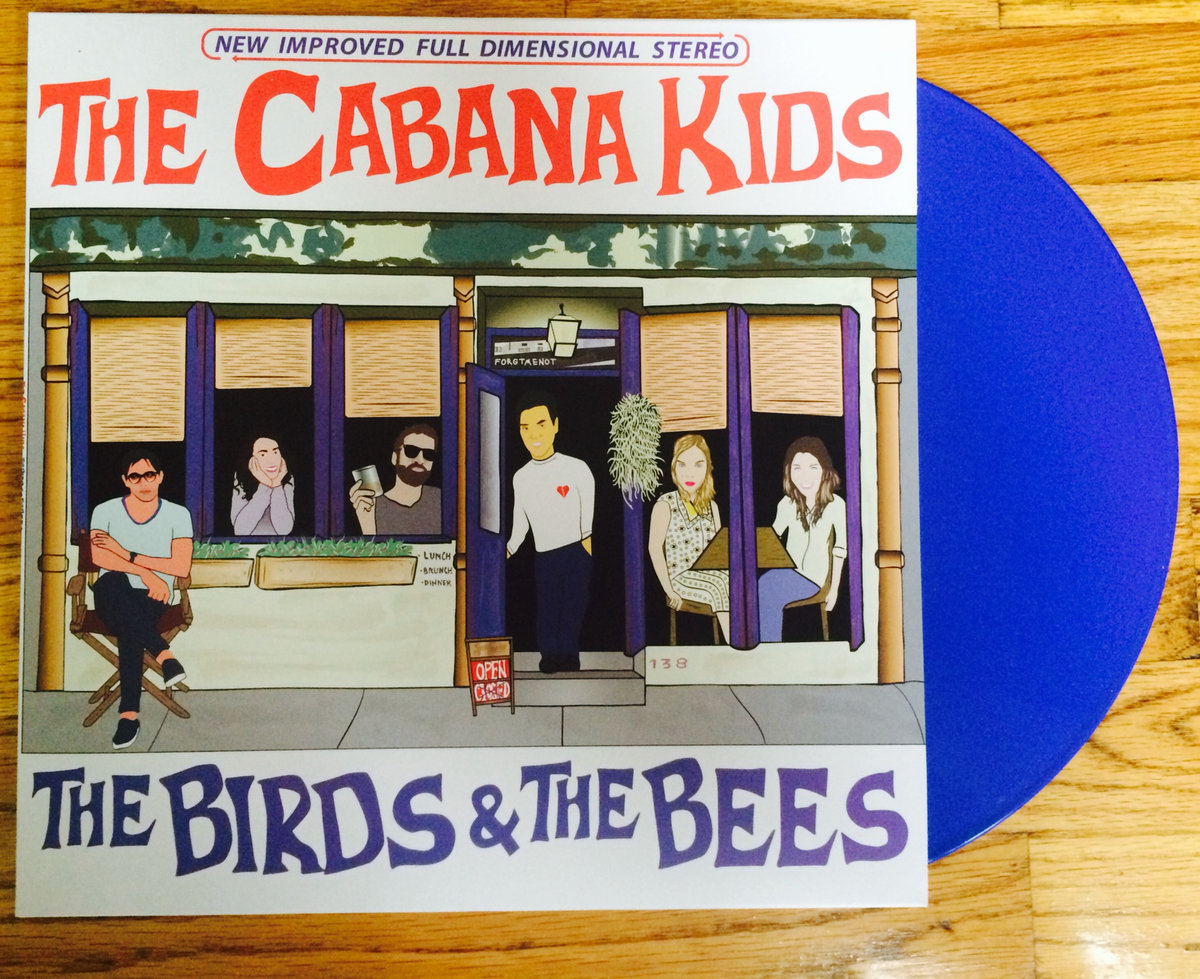 NEW IMPROVED FULL DIMENSIONAL STEREO
THE CABANA KIDS
FORGTMENOT
LUNCH
·BRUNCH
·DINNER
OPEN
138
THE BIRDS & THE BEES